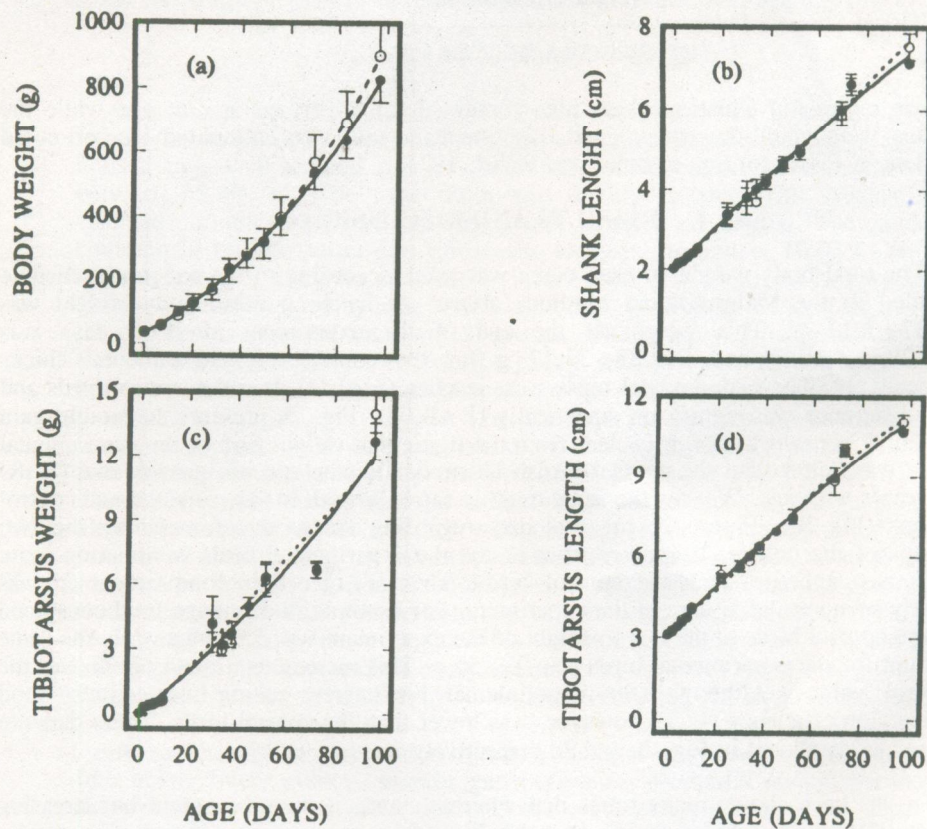 BODY WEIGHT
(g)
1000
800
600
400
200
0
(a)
SHANK LENGHT (cm)
8
6
4
2
0
(b)
TIBIOTARSUS WEIGHT (g)
15
12
9
6
3
0
(c)
0 20 40 60 80 100
AGE (DAYS)
TIBOTARSUS LENGTH (cm)
12
9
6
3
0
(d)
0 20 40 60 80 100
AGE (DAYS)